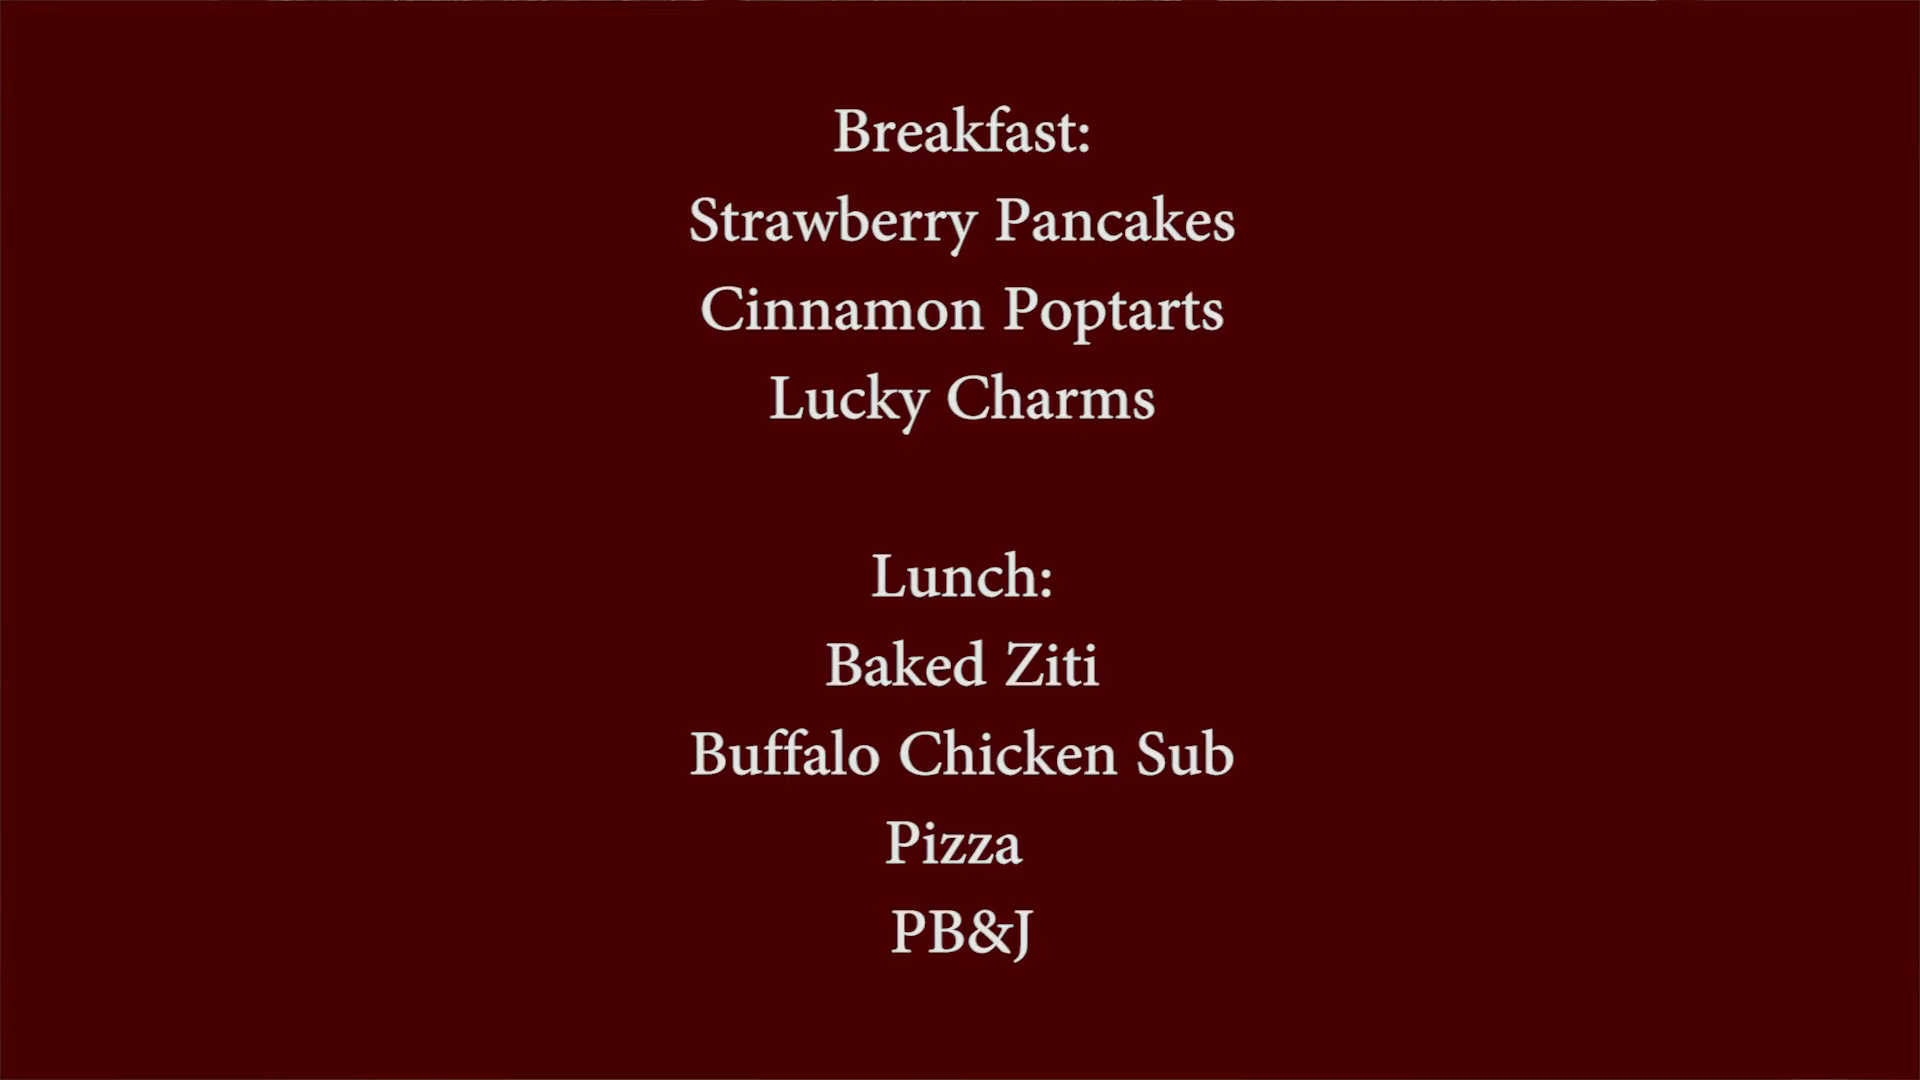 Breakfast:
Strawberry Pancakes
Cinnamon Poptarts
Lucky Charms
Lunch:
Baked Ziti
Buffalo Chicken Sub
Pizza
PB&J